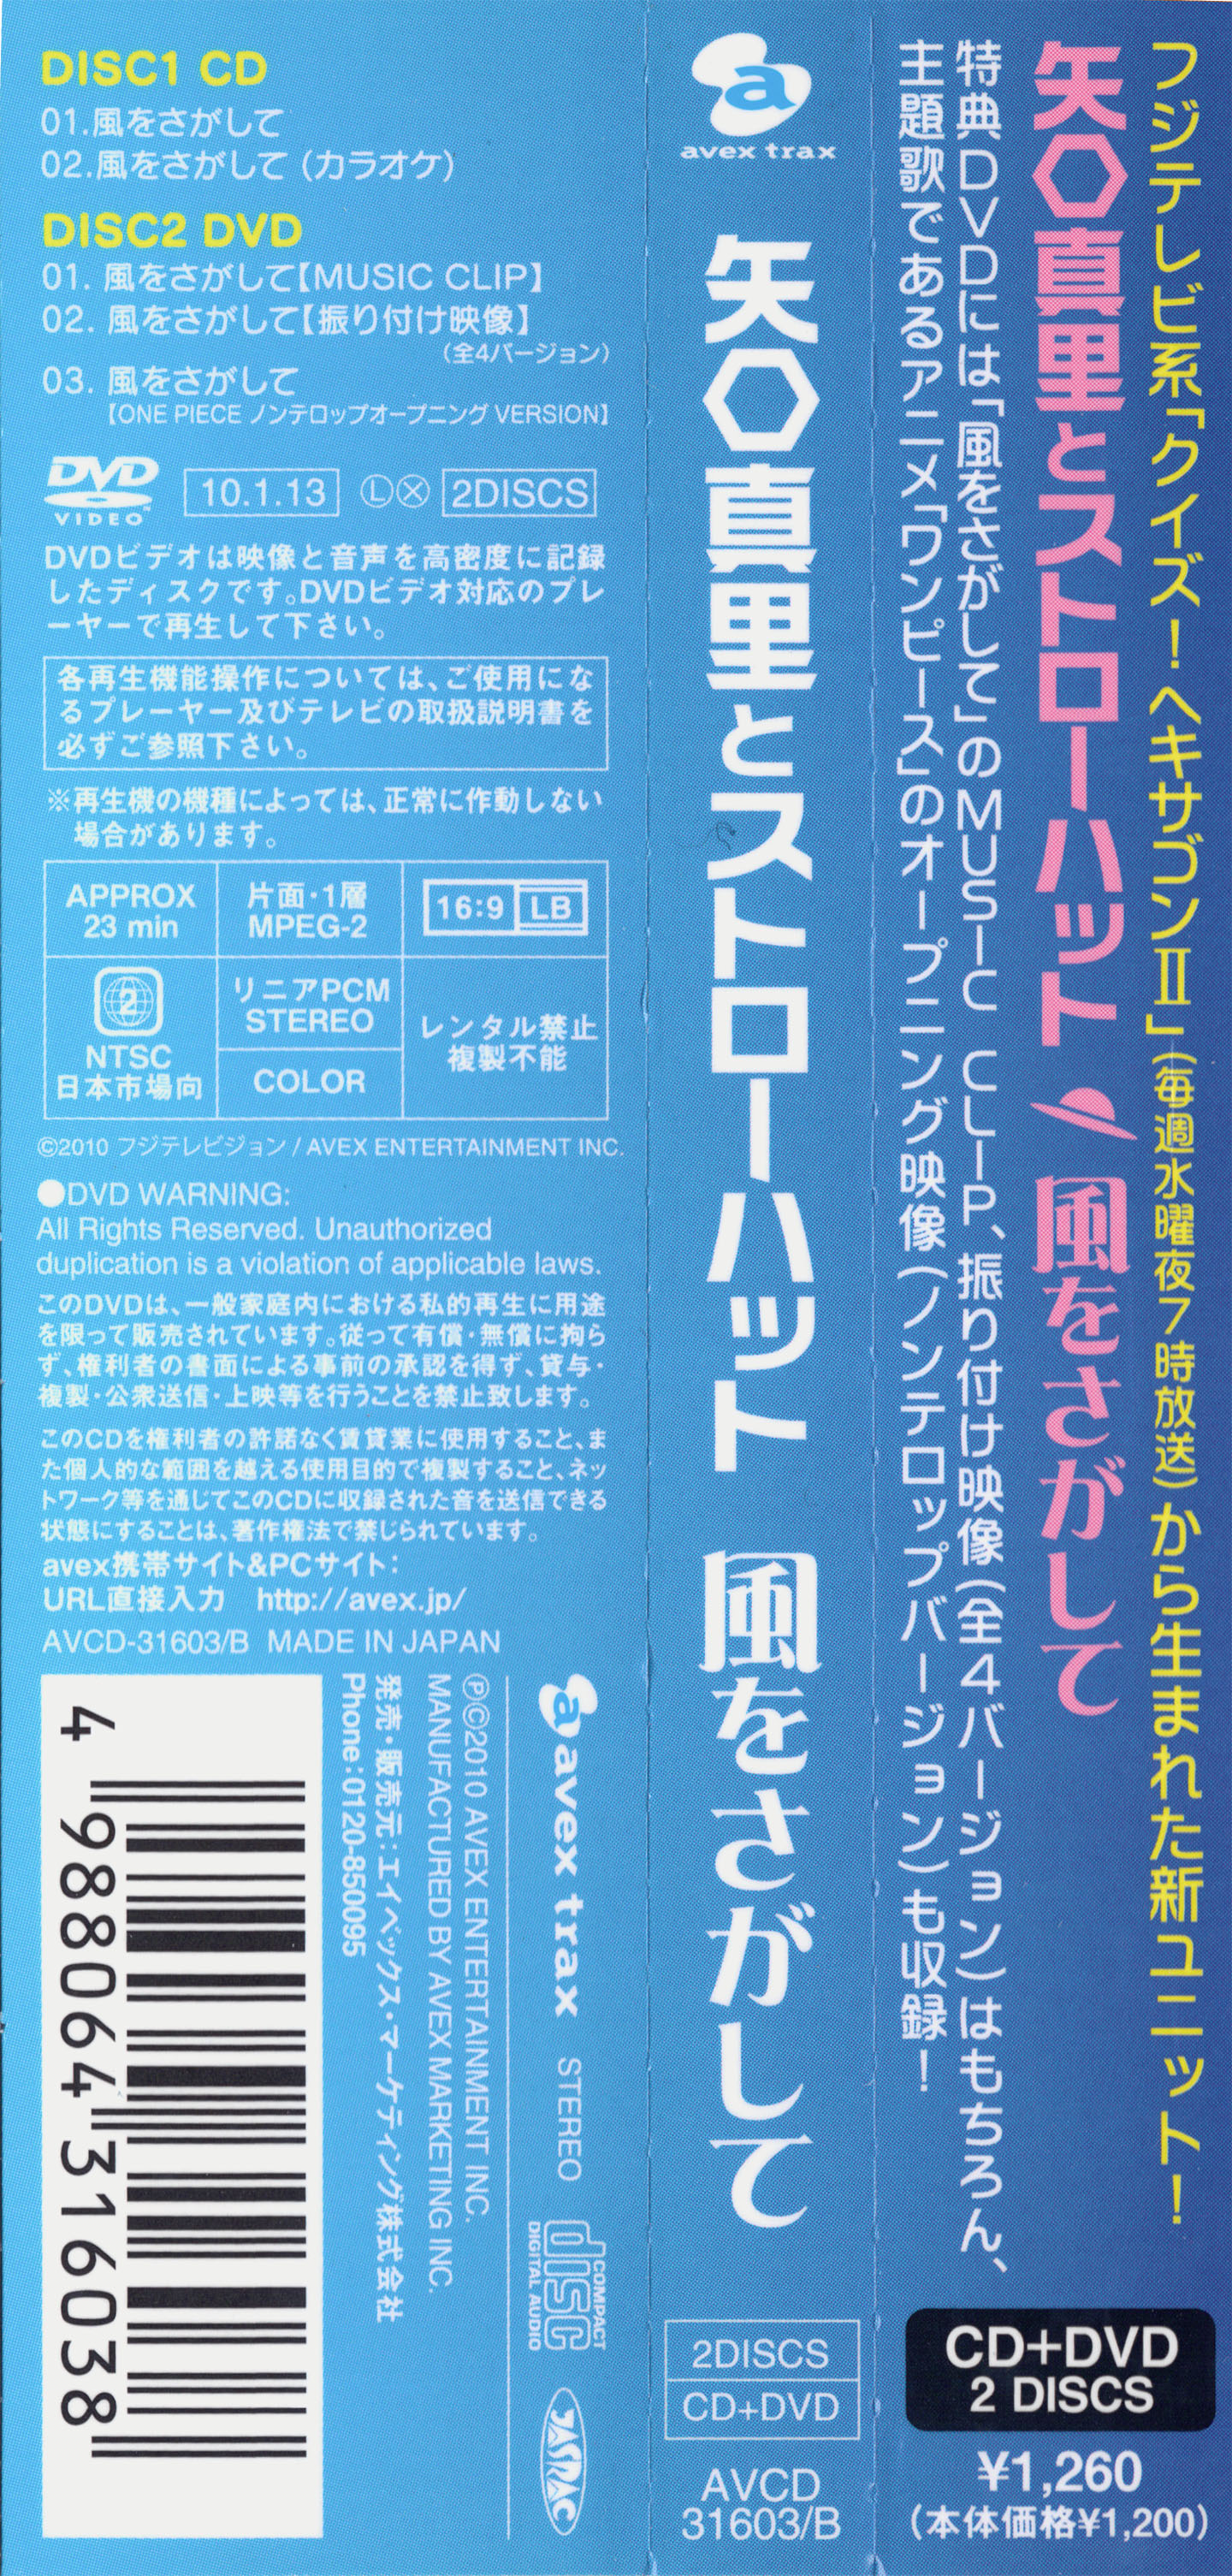 DISC1 CD
01.風をさがして
02.風をさがして (カラオケ)
DISC2 DVD
01. 風をさがして【MUSIC CLIP】
02. 風をさがして【振り付け映像】
(全4バージョン)
03. 風をさがして
【ONE PIECE ノンテロップオープニング VERSION】
DVD VIDEO
10.1.13 Ⓛ Ⓧ 2DISCS
DVDビデオは映像と音声を高密度に記録
したディスクです。DVDビデオ対応のプレ
ーヤーで再生して下さい。
各再生機能操作については、ご使用にな
るプレーヤー及びテレビの取扱説明書を
必ずご参照下さい。
※再生機の機種によっては、正常に作動しない
場合があります。
APPROX
23 min
片面・1層
MPEG-2
16:9 LB
2
NTSC
日本市場向
リニアPCM
STEREO
COLOR
レンタル禁止
複製不能
©2010 フジテレビジョン / AVEX ENTERTAINMENT INC.
●DVD WARNING:
All Rights Reserved. Unauthorized
duplication is a violation of applicable laws.
このDVDは、一般家庭内における私的再生に用途
を限って販売されています。従って有償・無償に拘ら
ず、権利者の書面による事前の承認を得ず、貸与・
複製・公衆送信・上映等を行うことを禁止致します。
このCDを権利者の許諾なく賃貸業に使用すること、ま
た個人的な範囲を越える使用目的で複製すること、ネッ
トワーク等を通じてこのCDに収録された音を送信できる
状態にすることは、著作権法で禁じられています。
avex携帯サイト&PCサイト:
URL直接入力 http://avex.jp/
AVCD-31603/B MADE IN JAPAN
a avex trax STEREO COMPACT disc DIGITAL AUDIO JASRAC
Ⓟ©2010 AVEX ENTERTAINMENT INC.
MANUFACTURED BY AVEX MARKETING INC.
発売・販売元:エイベックス・マーケティング株式会社
Phone:0120-850095
4 988064 316038
a
avex trax
矢口真里とストローハット 風をさがして
2DISCS
CD+DVD
AVCD
31603/B
フジテレビ系「クイズ!ヘキサゴンⅡ」(毎週水曜夜7時放送)から生まれた新ユニット!
矢口真里とストローハット 風をさがして
特典DVDには「風をさがして」のMUSIC CLIP、振り付け映像(全4バージョン)はもちろん、
主題歌であるアニメ「ワンピース」のオープニング映像(ノンテロップバージョン)も収録!
CD+DVD
2 DISCS
¥1,260
(本体価格¥1,200)